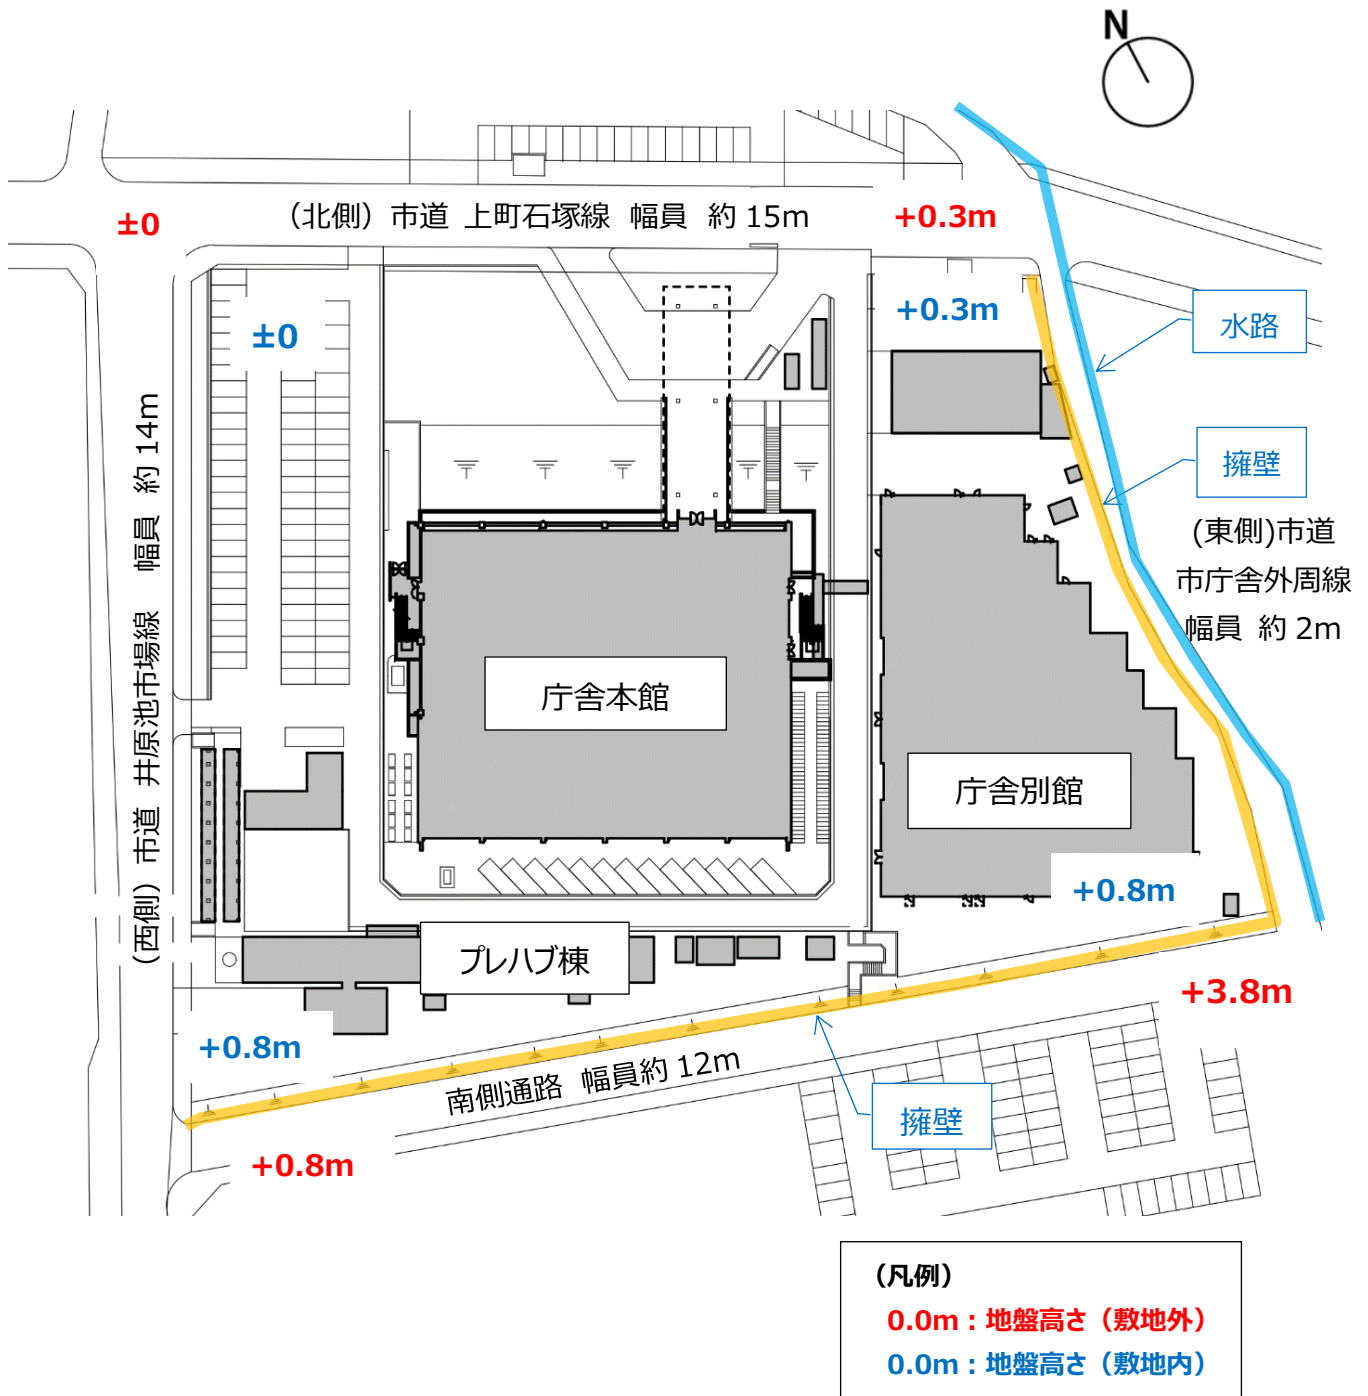 N
(北側) 市道 上町石塚線 幅員 約 15m
±0
+0.3m
±0
+0.3m
水路
擁壁
(東側)市道
市庁舎外周線
幅員 約 2m
(西側) 市道 井原池市場線 幅員 約 14m
庁舎本館
庁舎別館
+0.8m
プレハブ棟
+3.8m
+0.8m
南側通路 幅員約 12m
擁壁
+0.8m
(凡例)
0.0m：地盤高さ（敷地外）
0.0m：地盤高さ（敷地内）